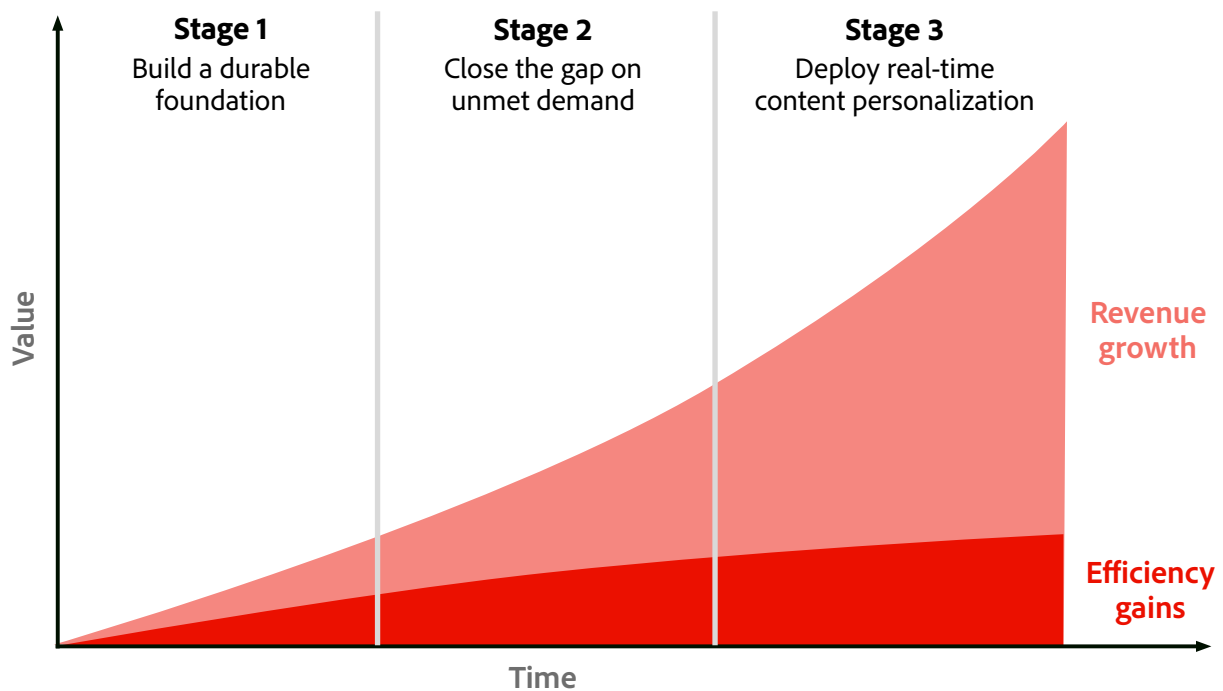 Stage 1
Build a durable
foundation
Stage 2
Close the gap on
unmet demand
Stage 3
Deploy real-time
content personalization
Value
Revenue
growth
Efficiency
gains
Time